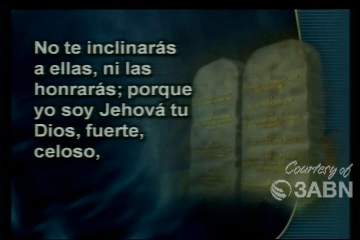 No te inclinarás
a ellas, ni las
honrarás; porque
yo soy Jehová tu
Dios, fuerte,
celoso,
Courtesy of
3ABN